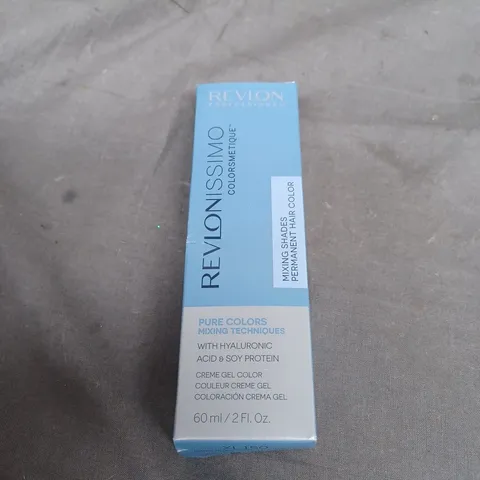 REVLON
PROFESSIONAL
REVLONISSIMO
COLORSMETIQUE™
MIXING SHADES
PERMANENT HAIR COLOR
PURE COLORS
MIXING TECHNIQUES
WITH HYALURONIC
ACID & SOY PROTEIN
CREME GEL COLOR
COULEUR CREME GEL
COLORACIÓN CREMA GEL
60 ml / 2 Fl. Oz.